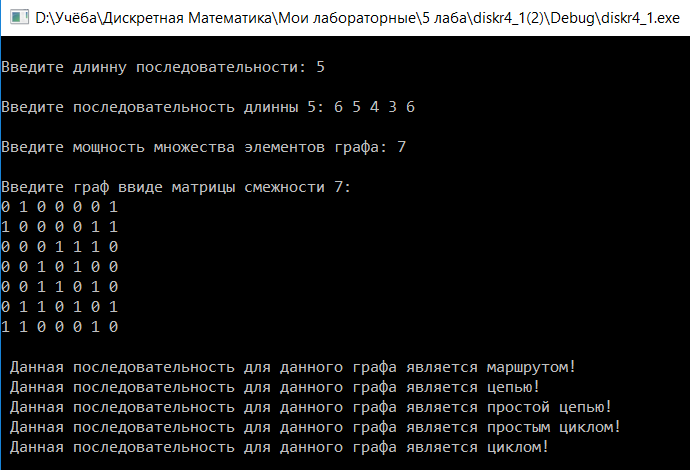 D:\Учёба\Дискретная Математика\Мои лабораторные\5 лаба\diskr4_1(2)\Debug\diskr4_1.exe
Введите длинну последовательности: 5
Введите последовательность длинны 5: 6 5 4 3 6
Введите мощность множества элементов графа: 7
Введите граф ввиде матрицы смежности 7:
0 1 0 0 0 0 1
1 0 0 0 0 1 1
0 0 0 1 1 1 0
0 0 1 0 1 0 0
0 0 1 1 0 1 0
0 1 1 0 1 0 1
1 1 0 0 0 1 0
Данная последовательность для данного графа является маршрутом!
Данная последовательность для данного графа является цепью!
Данная последовательность для данного графа является простой цепью!
Данная последовательность для данного графа является простым циклом!
Данная последовательность для данного графа является циклом!